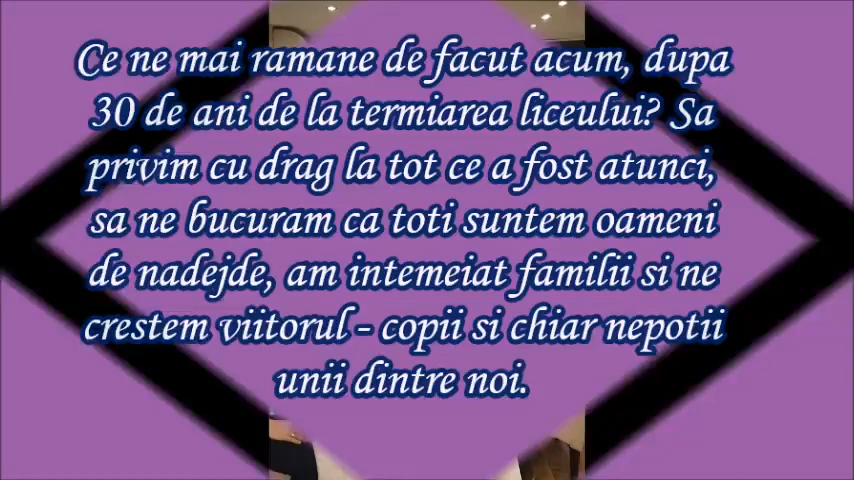 Ce ne mai ramane de facut acum, dupa
30 de ani de la termiarea liceului? Sa
privim cu drag la tot ce a fost atunci,
sa ne bucuram ca toti suntem oameni
de nadejde, am intemeiat familii si ne
crestem viitorul - copii si chiar nepotii
unii dintre noi.